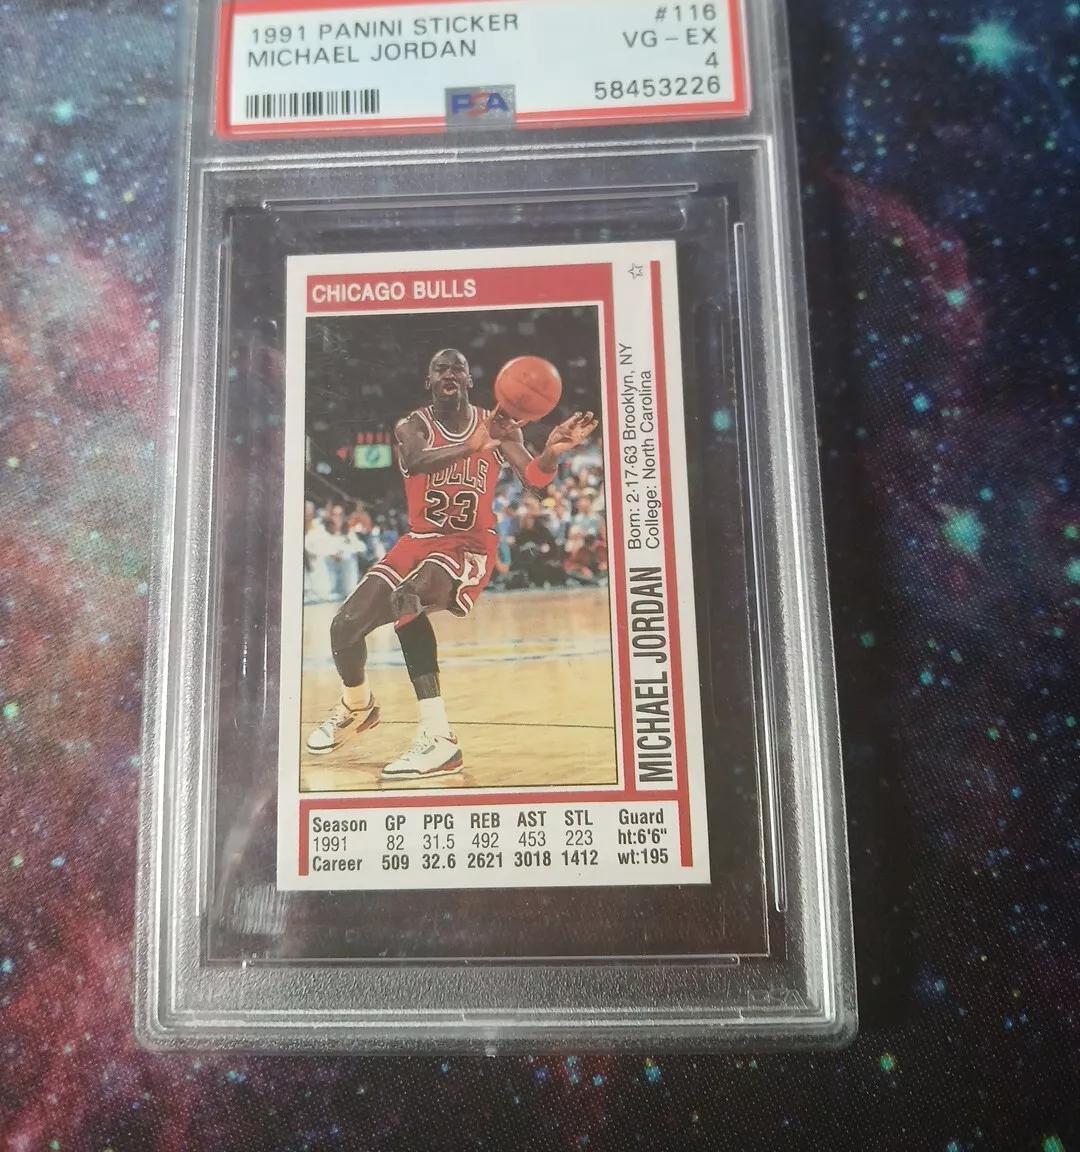 1991 PANINI STICKER
MICHAEL JORDAN
#116
VG - EX
4
58453226
PSA
CHICAGO BULLS
BULLS
23
MICHAEL JORDAN
Born: 2·17·63 Brooklyn, NY
College: North Carolina
Season GP PPG REB AST STL Guard
1991 82 31.5 492 453 223 ht:6'6"
Career 509 32.6 2621 3018 1412 wt:195
PSA